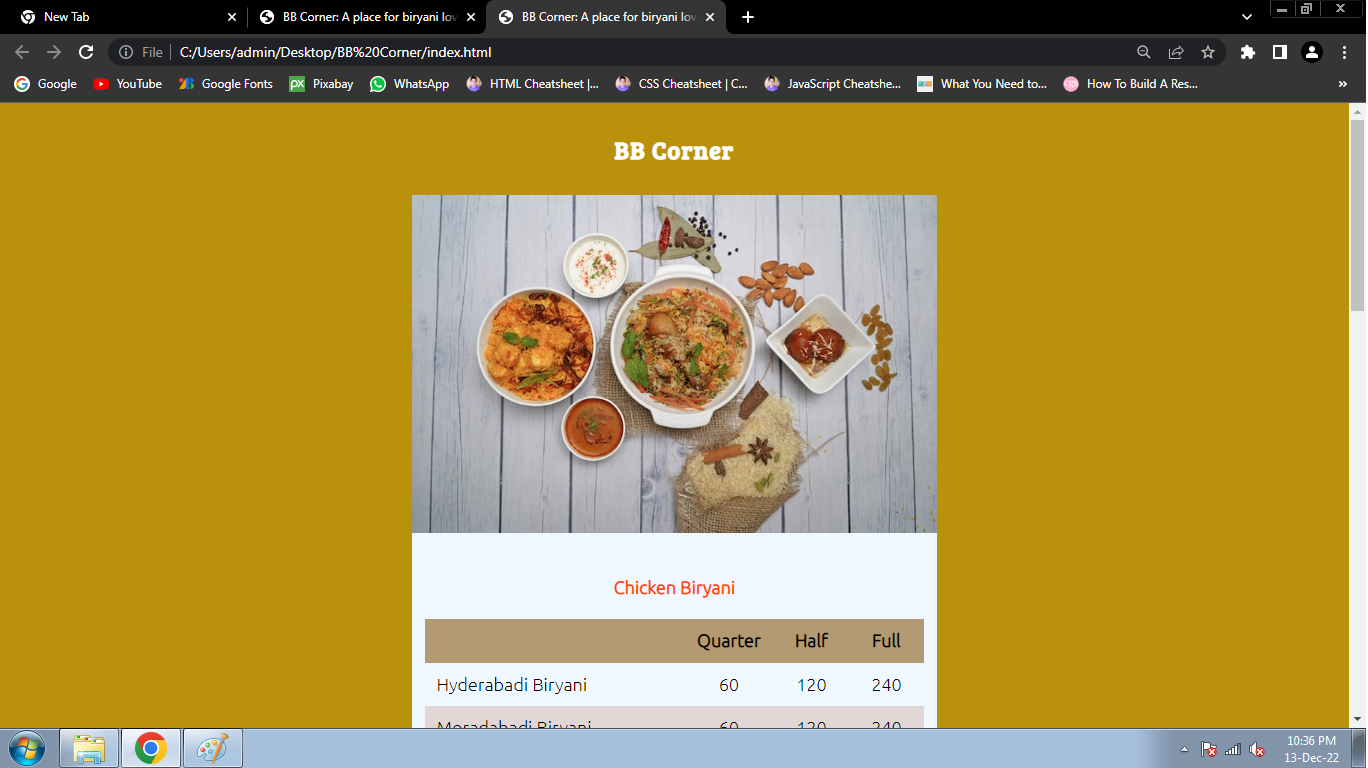 New Tab
BB Corner: A place for biryani lov
BB Corner: A place for biryani lov
File
C:/Users/admin/Desktop/BB%20Corner/index.html
Google
YouTube
Google Fonts
px
Pixabay
WhatsApp
HTML Cheatsheet |...
CSS Cheatsheet | C...
JavaScript Cheatshe...
What You Need to...
How To Build A Res...
»
BB Corner
Chicken Biryani
Quarter Half Full
Hyderabadi Biryani 60 120 240
Moradabadi Biryani 60 120 240
10:36 PM
13-Dec-22